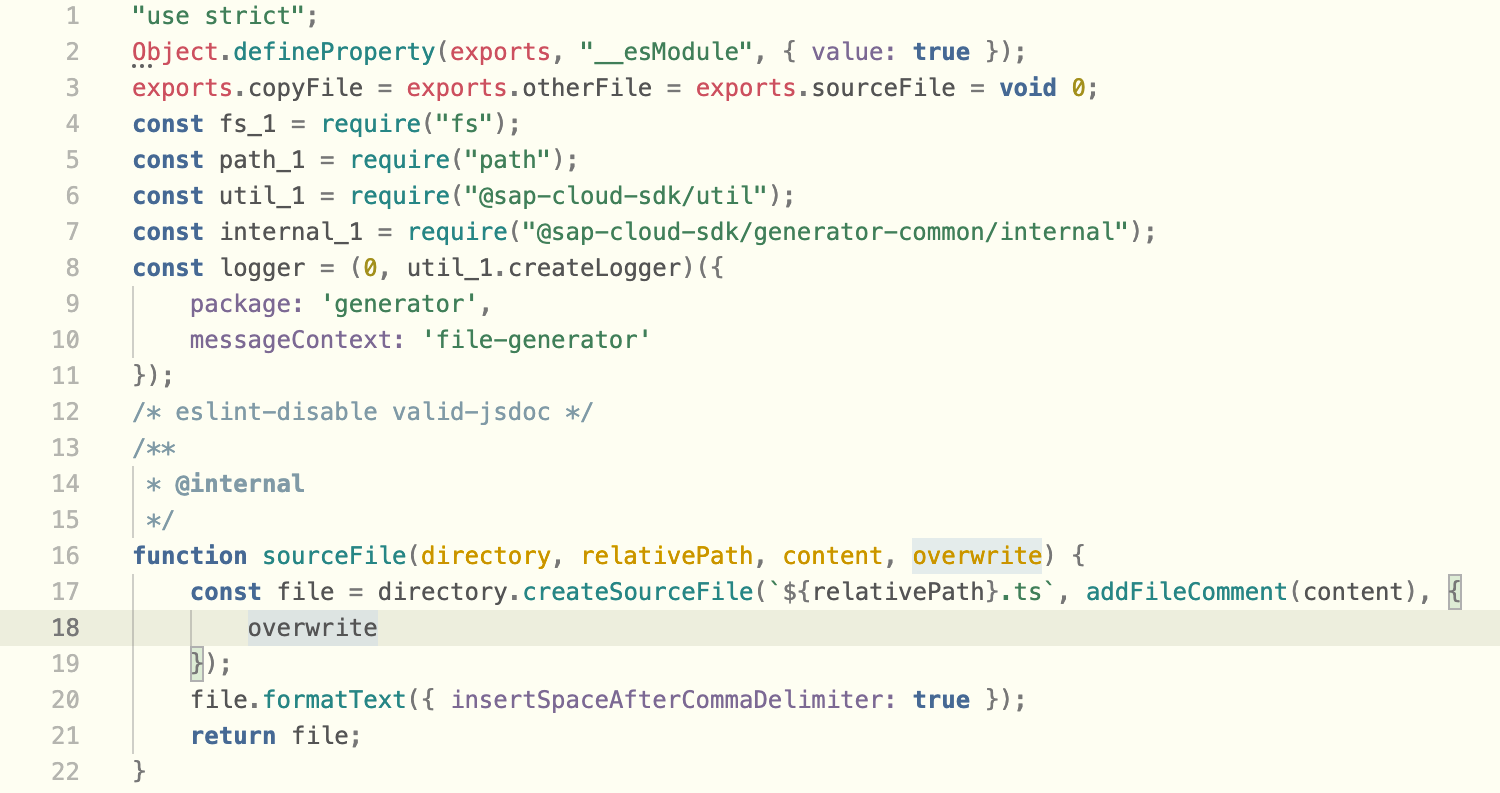 1 "use strict";
2 Object.defineProperty(exports, "__esModule", { value: true });
3 exports.copyFile = exports.otherFile = exports.sourceFile = void 0;
4 const fs_1 = require("fs");
5 const path_1 = require("path");
6 const util_1 = require("@sap-cloud-sdk/util");
7 const internal_1 = require("@sap-cloud-sdk/generator-common/internal");
8 const logger = (0, util_1.createLogger)({
9     package: 'generator',
10     messageContext: 'file-generator'
11 });
12 /* eslint-disable valid-jsdoc */
13 /**
14  * @internal
15  */
16 function sourceFile(directory, relativePath, content, overwrite) {
17     const file = directory.createSourceFile(`${relativePath}.ts`, addFileComment(content), {
18         overwrite
19     });
20     file.formatText({ insertSpaceAfterCommaDelimiter: true });
21     return file;
22 }